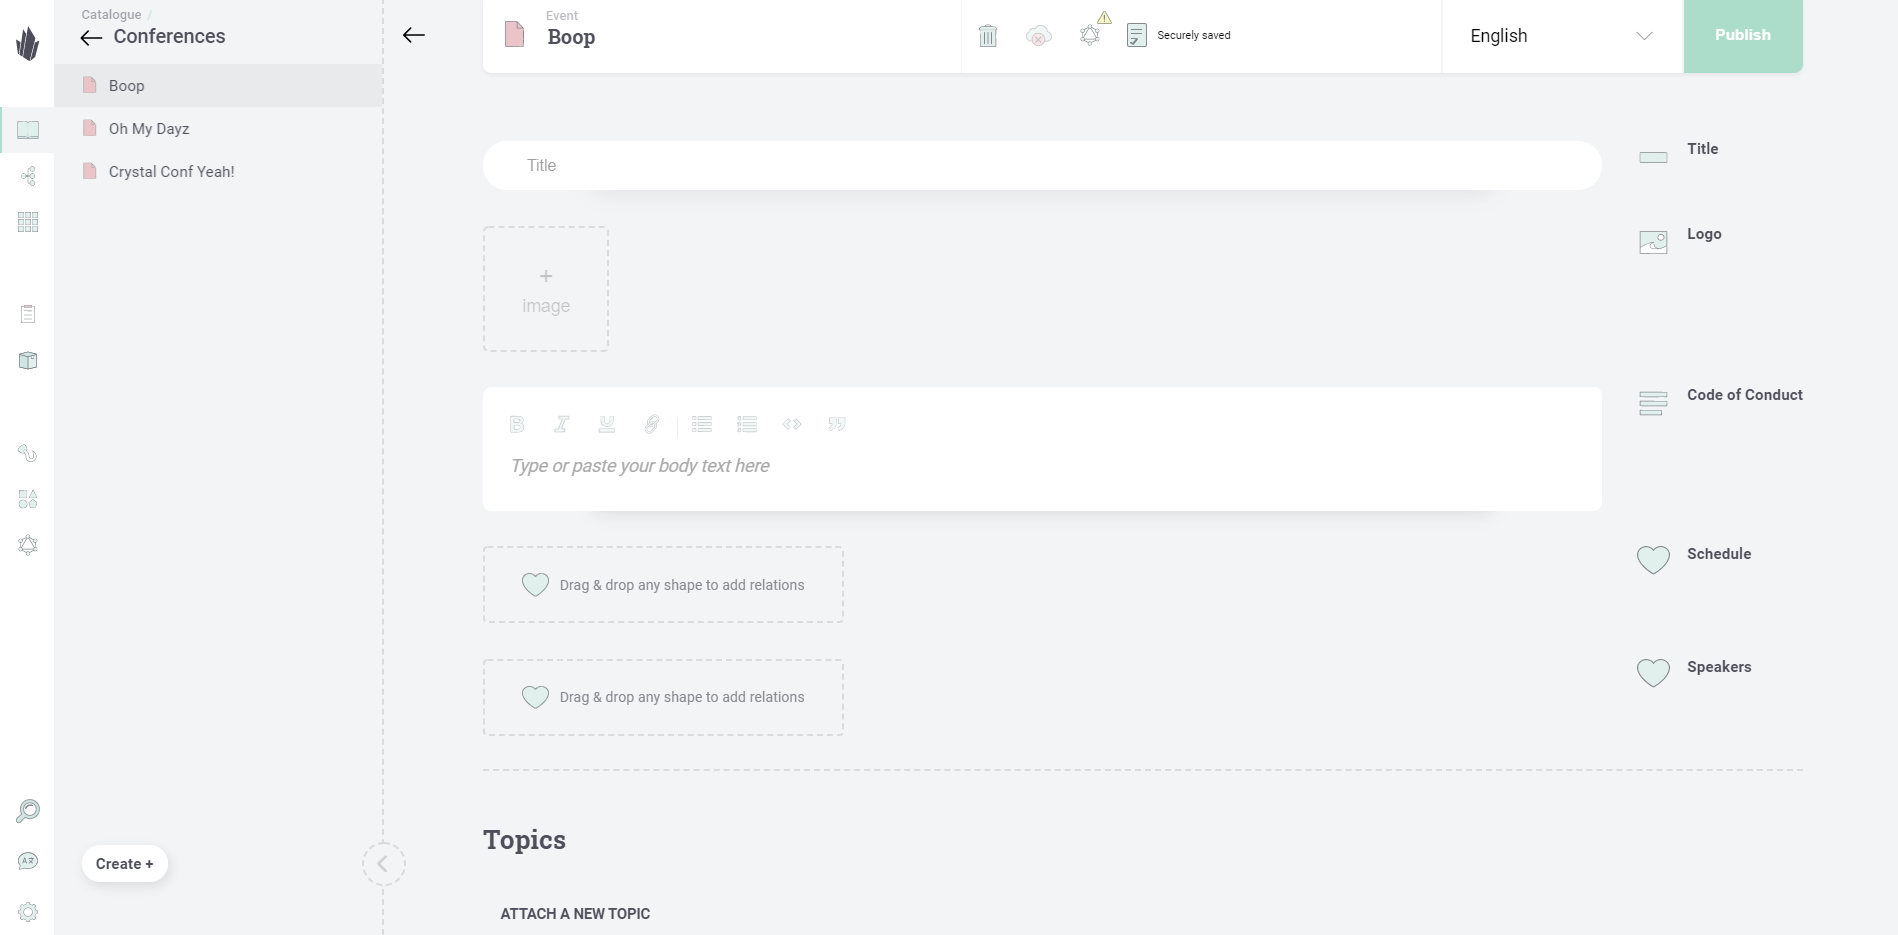 Catalogue /
Conferences
Boop
Oh My Dayz
Crystal Conf Yeah!
Create +
Event
Boop
Securely saved
English
Publish
Title
Title
+
image
Logo
Type or paste your body text here
Code of Conduct
Drag & drop any shape to add relations
Schedule
Drag & drop any shape to add relations
Speakers
Topics
ATTACH A NEW TOPIC